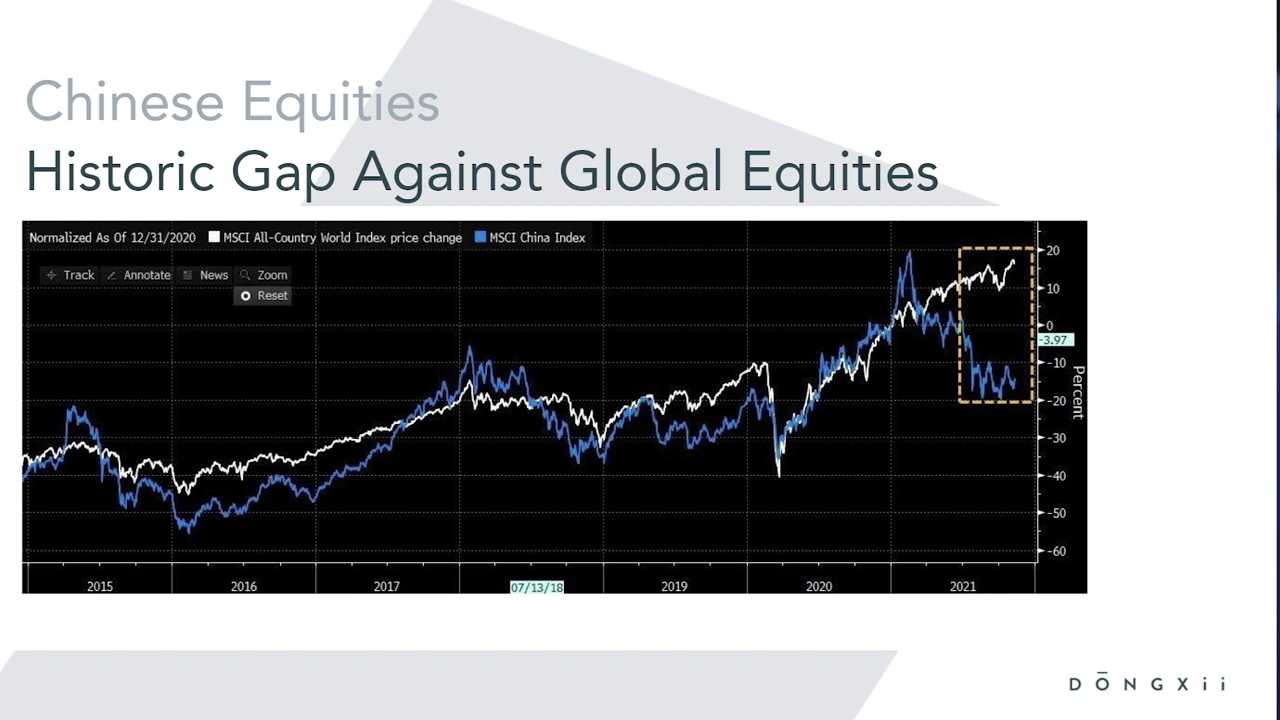 Chinese Equities
Historic Gap Against Global Equities
Normalized As Of 12/31/2020 MSCI All-Country World Index price change MSCI China Index
Track Annotate News Zoom
Reset
20
10
0
-3.97
-10
-20
-30
-40
-50
-60
Percent
2015 2016 2017 07/13/18 2019 2020 2021
DŌNGXii